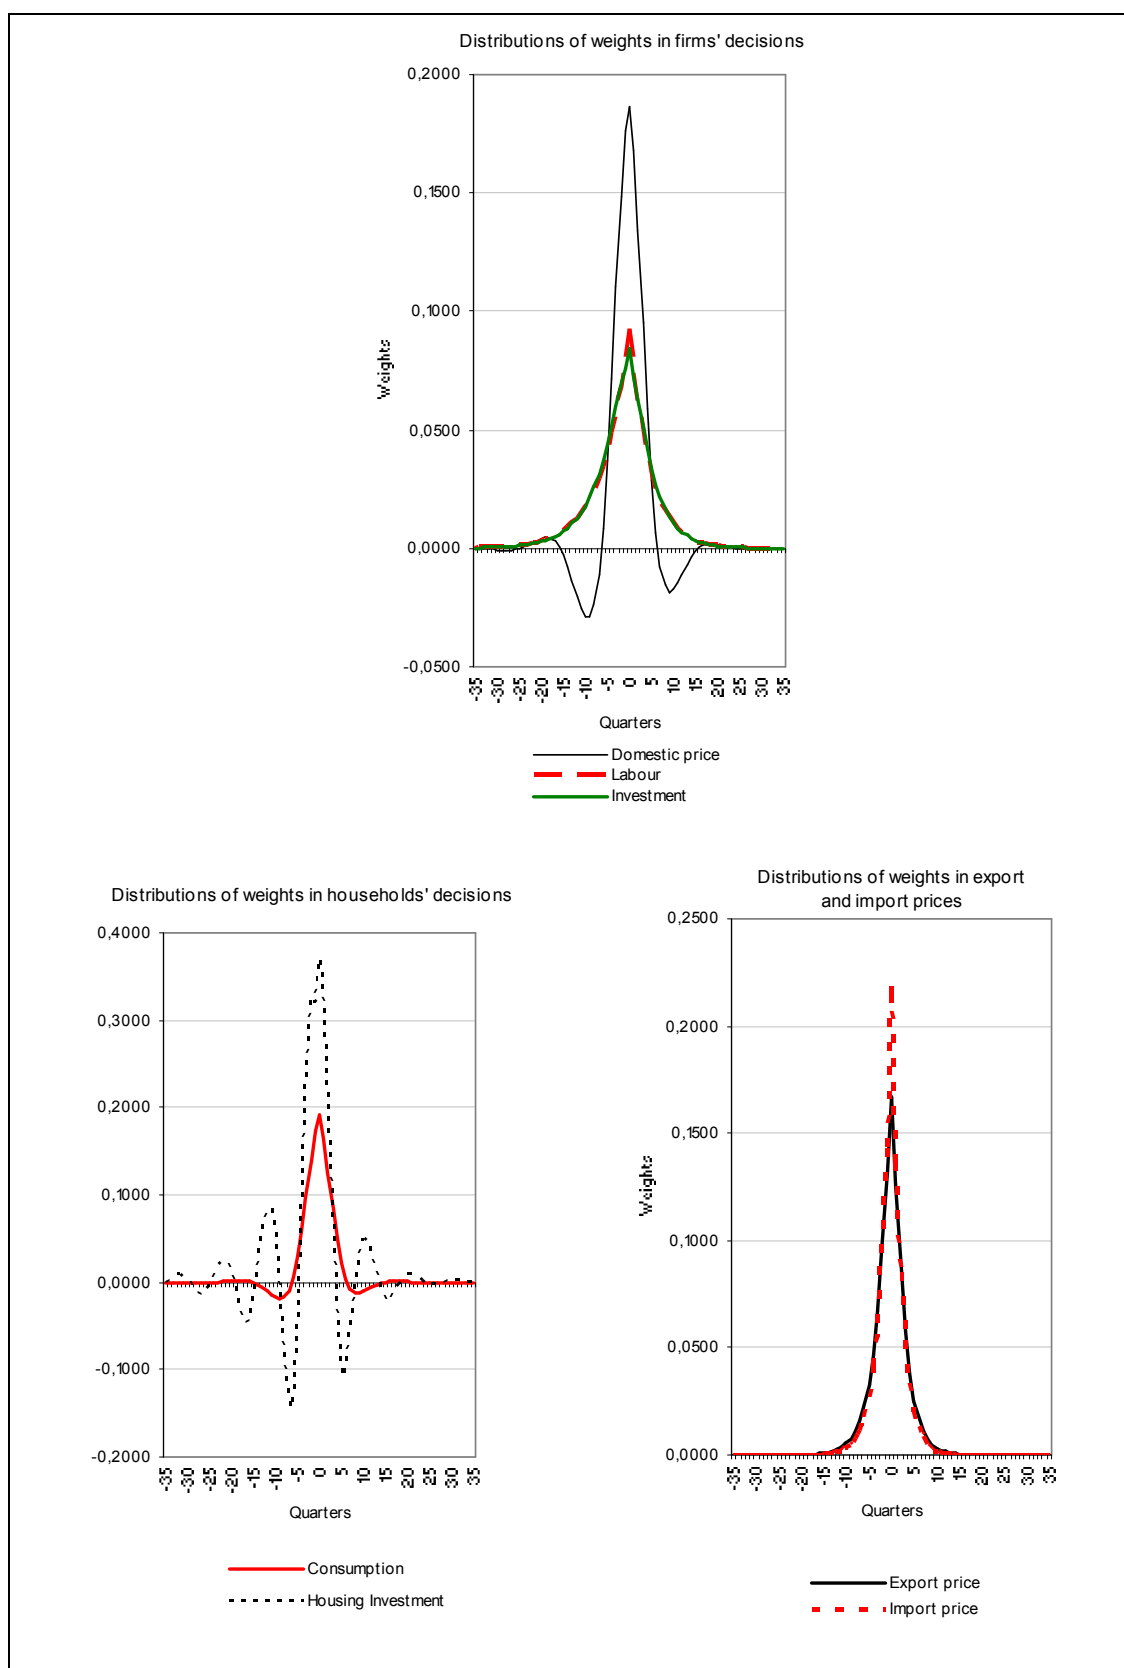 Distributions of weights in firms' decisions
0,2000
0,1500
0,1000
0,0500
0,0000
-0,0500
Weights
-35 -30 -25 -20 -15 -10 -5 0 5 10 15 20 25 30 35
Quarters
Domestic price
Labour
Investment
Distributions of weights in households' decisions
0,4000
0,3000
0,2000
0,1000
0,0000
-0,1000
-0,2000
-35 -30 -25 -20 -15 -10 -5 0 5 10 15 20 25 30 35
Quarters
Consumption
Housing Investment
Distributions of weights in export
and import prices
0,2500
0,2000
0,1500
0,1000
0,0500
0,0000
Weights
-35 -30 -25 -20 -15 -10 -5 0 5 10 15 20 25 30 35
Quarters
Export price
Import price